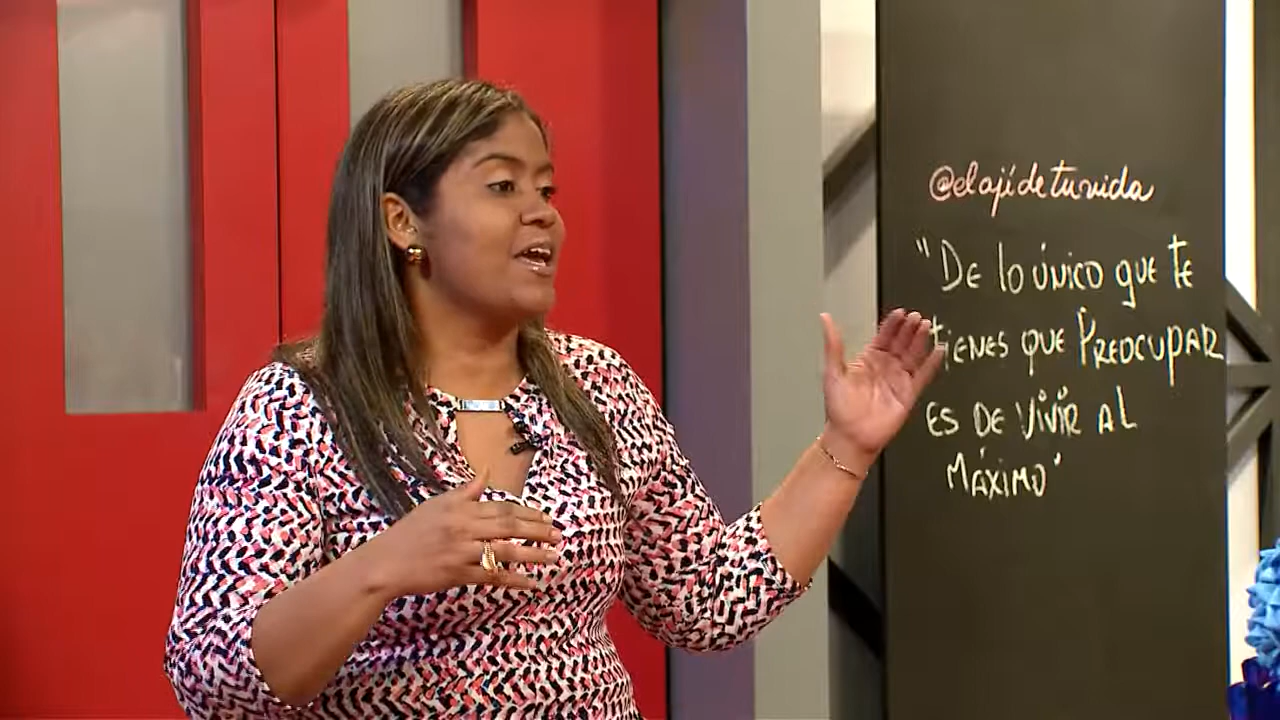 @elajídetuvida
"De lo único que te
tienes que Preocupar
es de vivir al
Máximo"